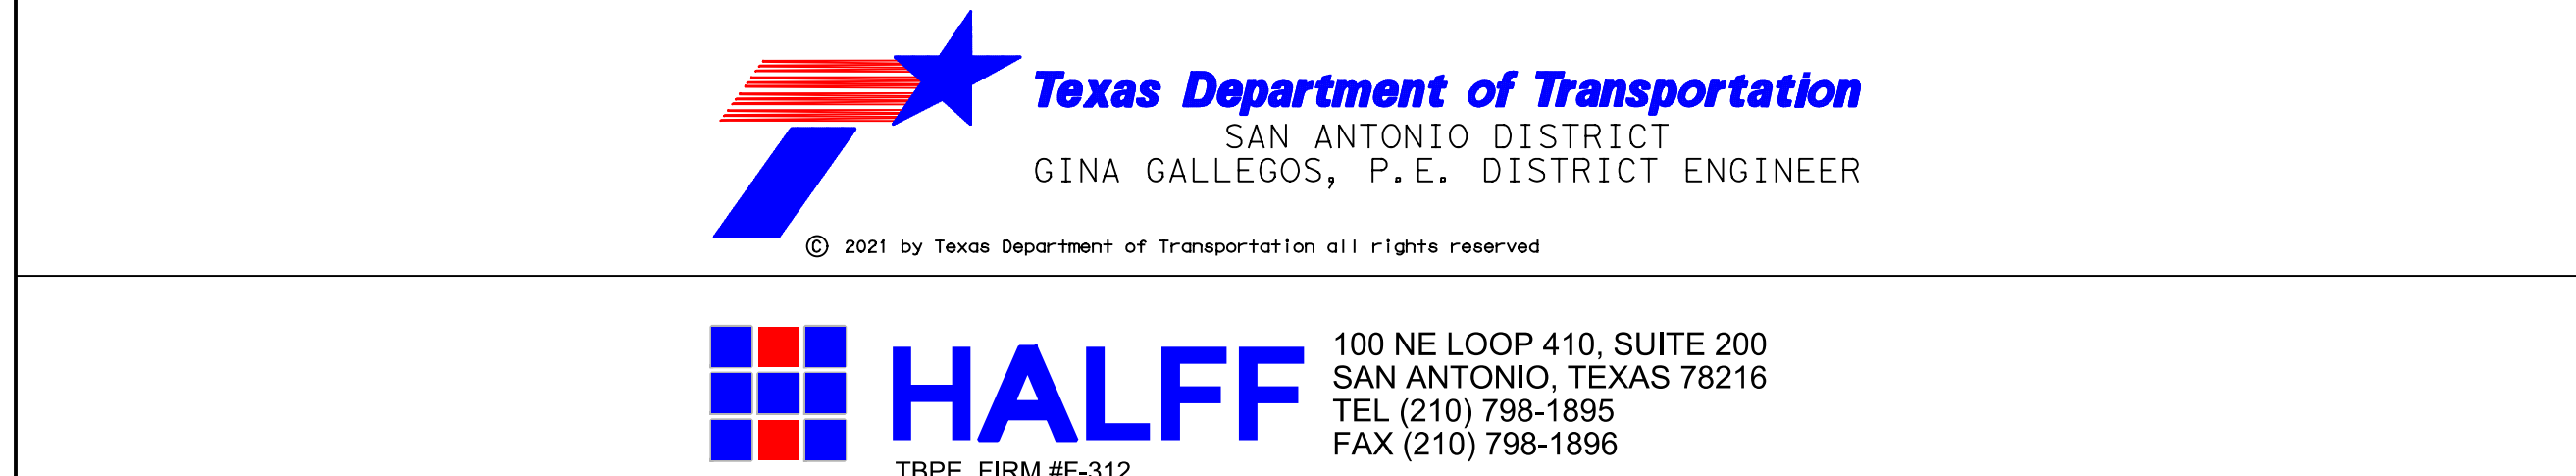 Texas Department of Transportation
SAN ANTONIO DISTRICT
GINA GALLEGOS, P.E. DISTRICT ENGINEER
© 2021 by Texas Department of Transportation all rights reserved
HALFF
100 NE LOOP 410, SUITE 200
SAN ANTONIO, TEXAS 78216
TEL (210) 798-1895
FAX (210) 798-1896
TBPE FIRM #F-312